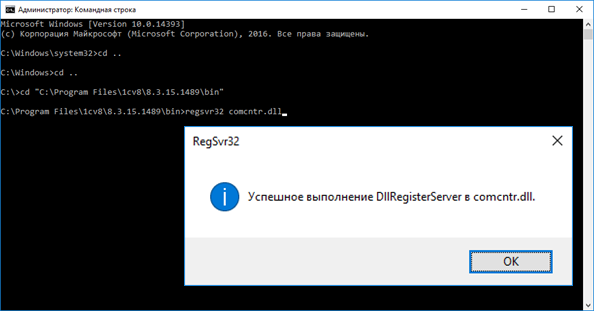 Администратор: Командная строка
Microsoft Windows [Version 10.0.14393]
(c) Корпорация Майкрософт (Microsoft Corporation), 2016. Все права защищены.
C:\Windows\system32>cd ..
C:\Windows>cd ..
C:\>cd "C:\Program Files\1cv8\8.3.15.1489\bin"
C:\Program Files\1cv8\8.3.15.1489\bin>regsvr32 comcntr.dll
RegSvr32
Успешное выполнение DllRegisterServer в comcntr.dll.
OK